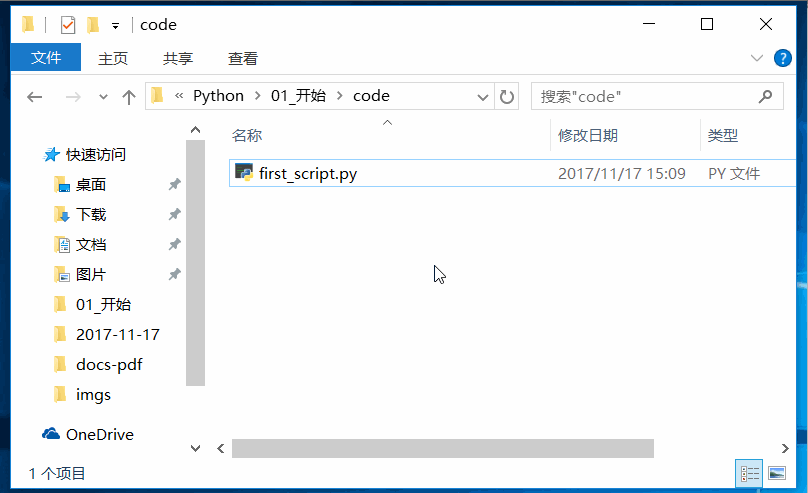 code
文件 主页 共享 查看 ?
« Python > 01_开始 > code 搜索"code"
名称 修改日期 类型
快速访问
first_script.py 2017/11/17 15:09 PY 文件
桌面
下载
文档
图片
01_开始
2017-11-17
docs-pdf
imgs
OneDrive
1 个项目